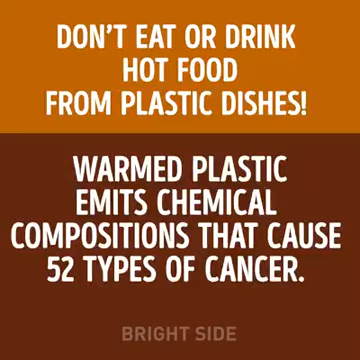 DON'T EAT OR DRINK
HOT FOOD
FROM PLASTIC DISHES!
WARMED PLASTIC
EMITS CHEMICAL
COMPOSITIONS THAT CAUSE
52 TYPES OF CANCER.
BRIGHT SIDE